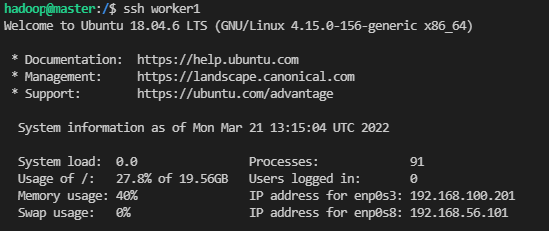 hadoop@master:/$ ssh worker1
Welcome to Ubuntu 18.04.6 LTS (GNU/Linux 4.15.0-156-generic x86_64)
* Documentation:  https://help.ubuntu.com
* Management:     https://landscape.canonical.com
* Support:        https://ubuntu.com/advantage
System information as of Mon Mar 21 13:15:04 UTC 2022
System load:  0.0                Processes:             91
Usage of /:   27.8% of 19.56GB   Users logged in:       0
Memory usage: 40%                IP address for enp0s3: 192.168.100.201
Swap usage:   0%                 IP address for enp0s8: 192.168.56.101